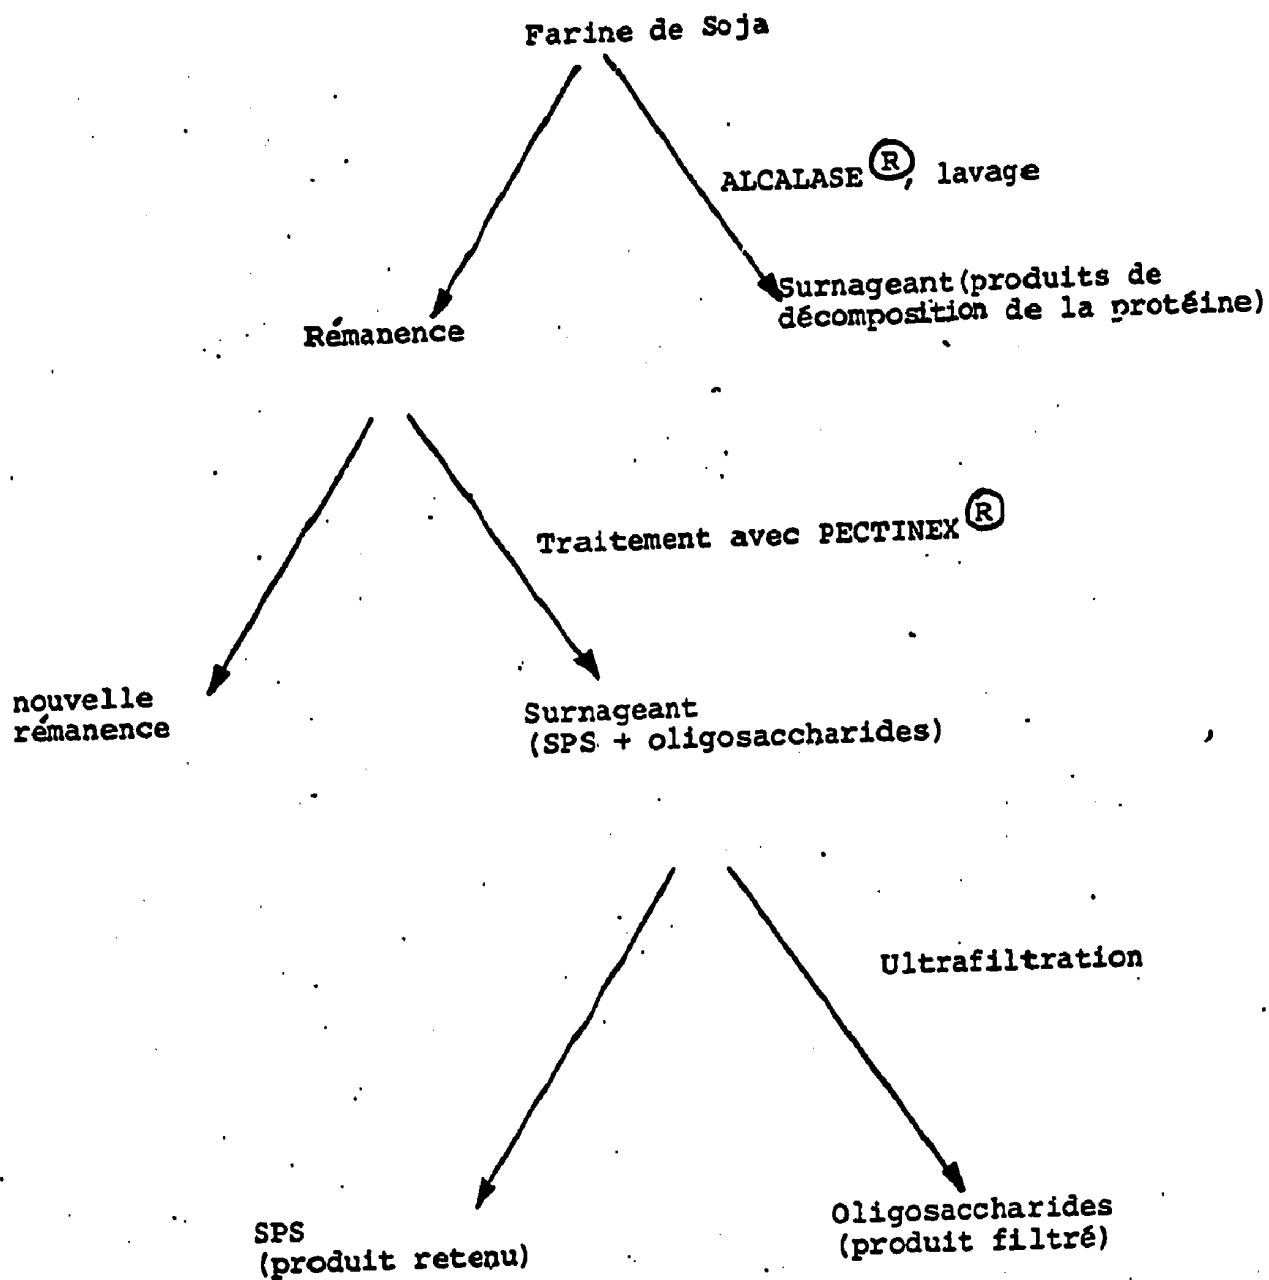 Farine de Soja
ALCALASE®, lavage
Surnageant(produits de
décomposition de la protéine)
Rémanence
Traitement avec PECTINEX®
nouvelle
rémanence
Surnageant
(SPS + oligosaccharides)
Ultrafiltration
SPS
(produit retenu)
Oligosaccharides
(produit filtré)